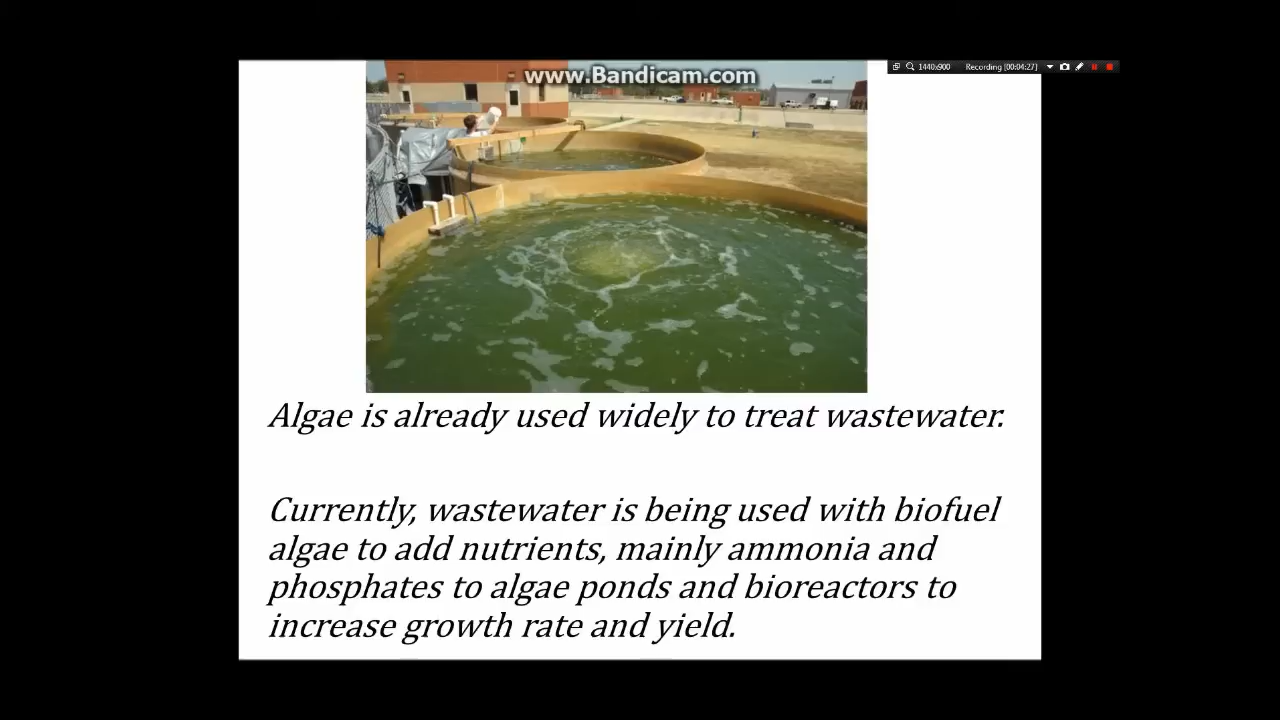 www.Bandicam.com
1440x900 Recording [00:04:27]
Algae is already used widely to treat wastewater.
Currently, wastewater is being used with biofuel
algae to add nutrients, mainly ammonia and
phosphates to algae ponds and bioreactors to
increase growth rate and yield.